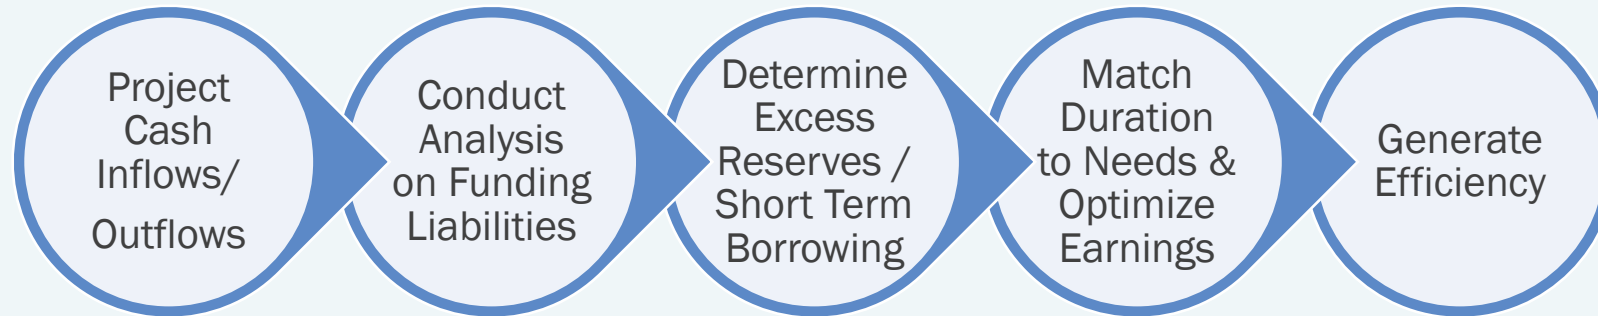 Project
Cash
Inflows/
Outflows
Conduct
Analysis
on Funding
Liabilities
Determine
Excess
Reserves /
Short Term
Borrowing
Match
Duration
to Needs &
Optimize
Earnings
Generate
Efficiency